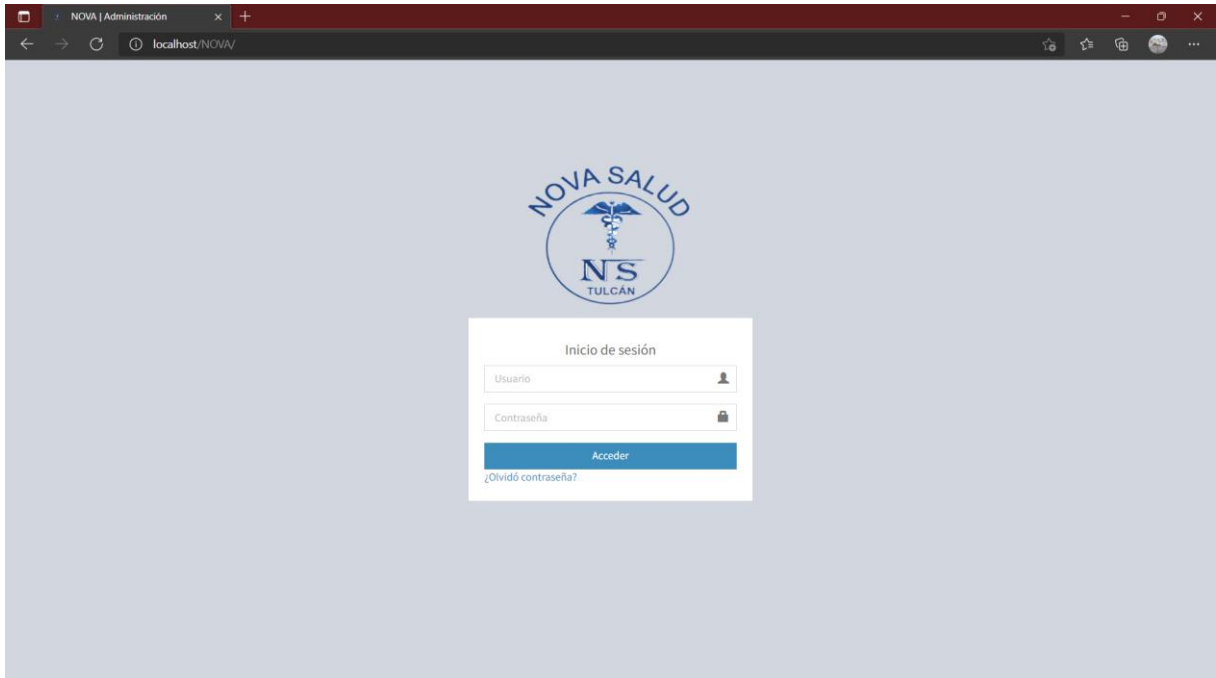 NOVA | Administración
localhost/NOVA/
NOVA SALUD
NS
TULCÁN
Inicio de sesión
Usuario
Contraseña
Acceder
¿Olvidó contraseña?